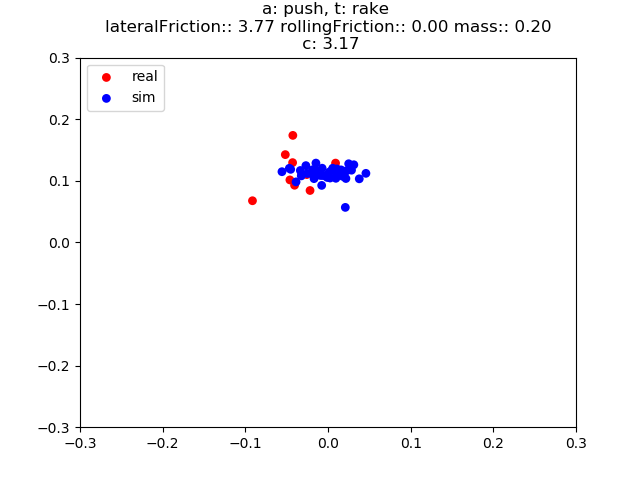 a: push, t: rake
lateralFriction:: 3.77 rollingFriction:: 0.00 mass:: 0.20
c: 3.17
real
sim
0.3
0.2
0.1
0.0
−0.1
−0.2
−0.3
−0.3 −0.2 −0.1 0.0 0.1 0.2 0.3